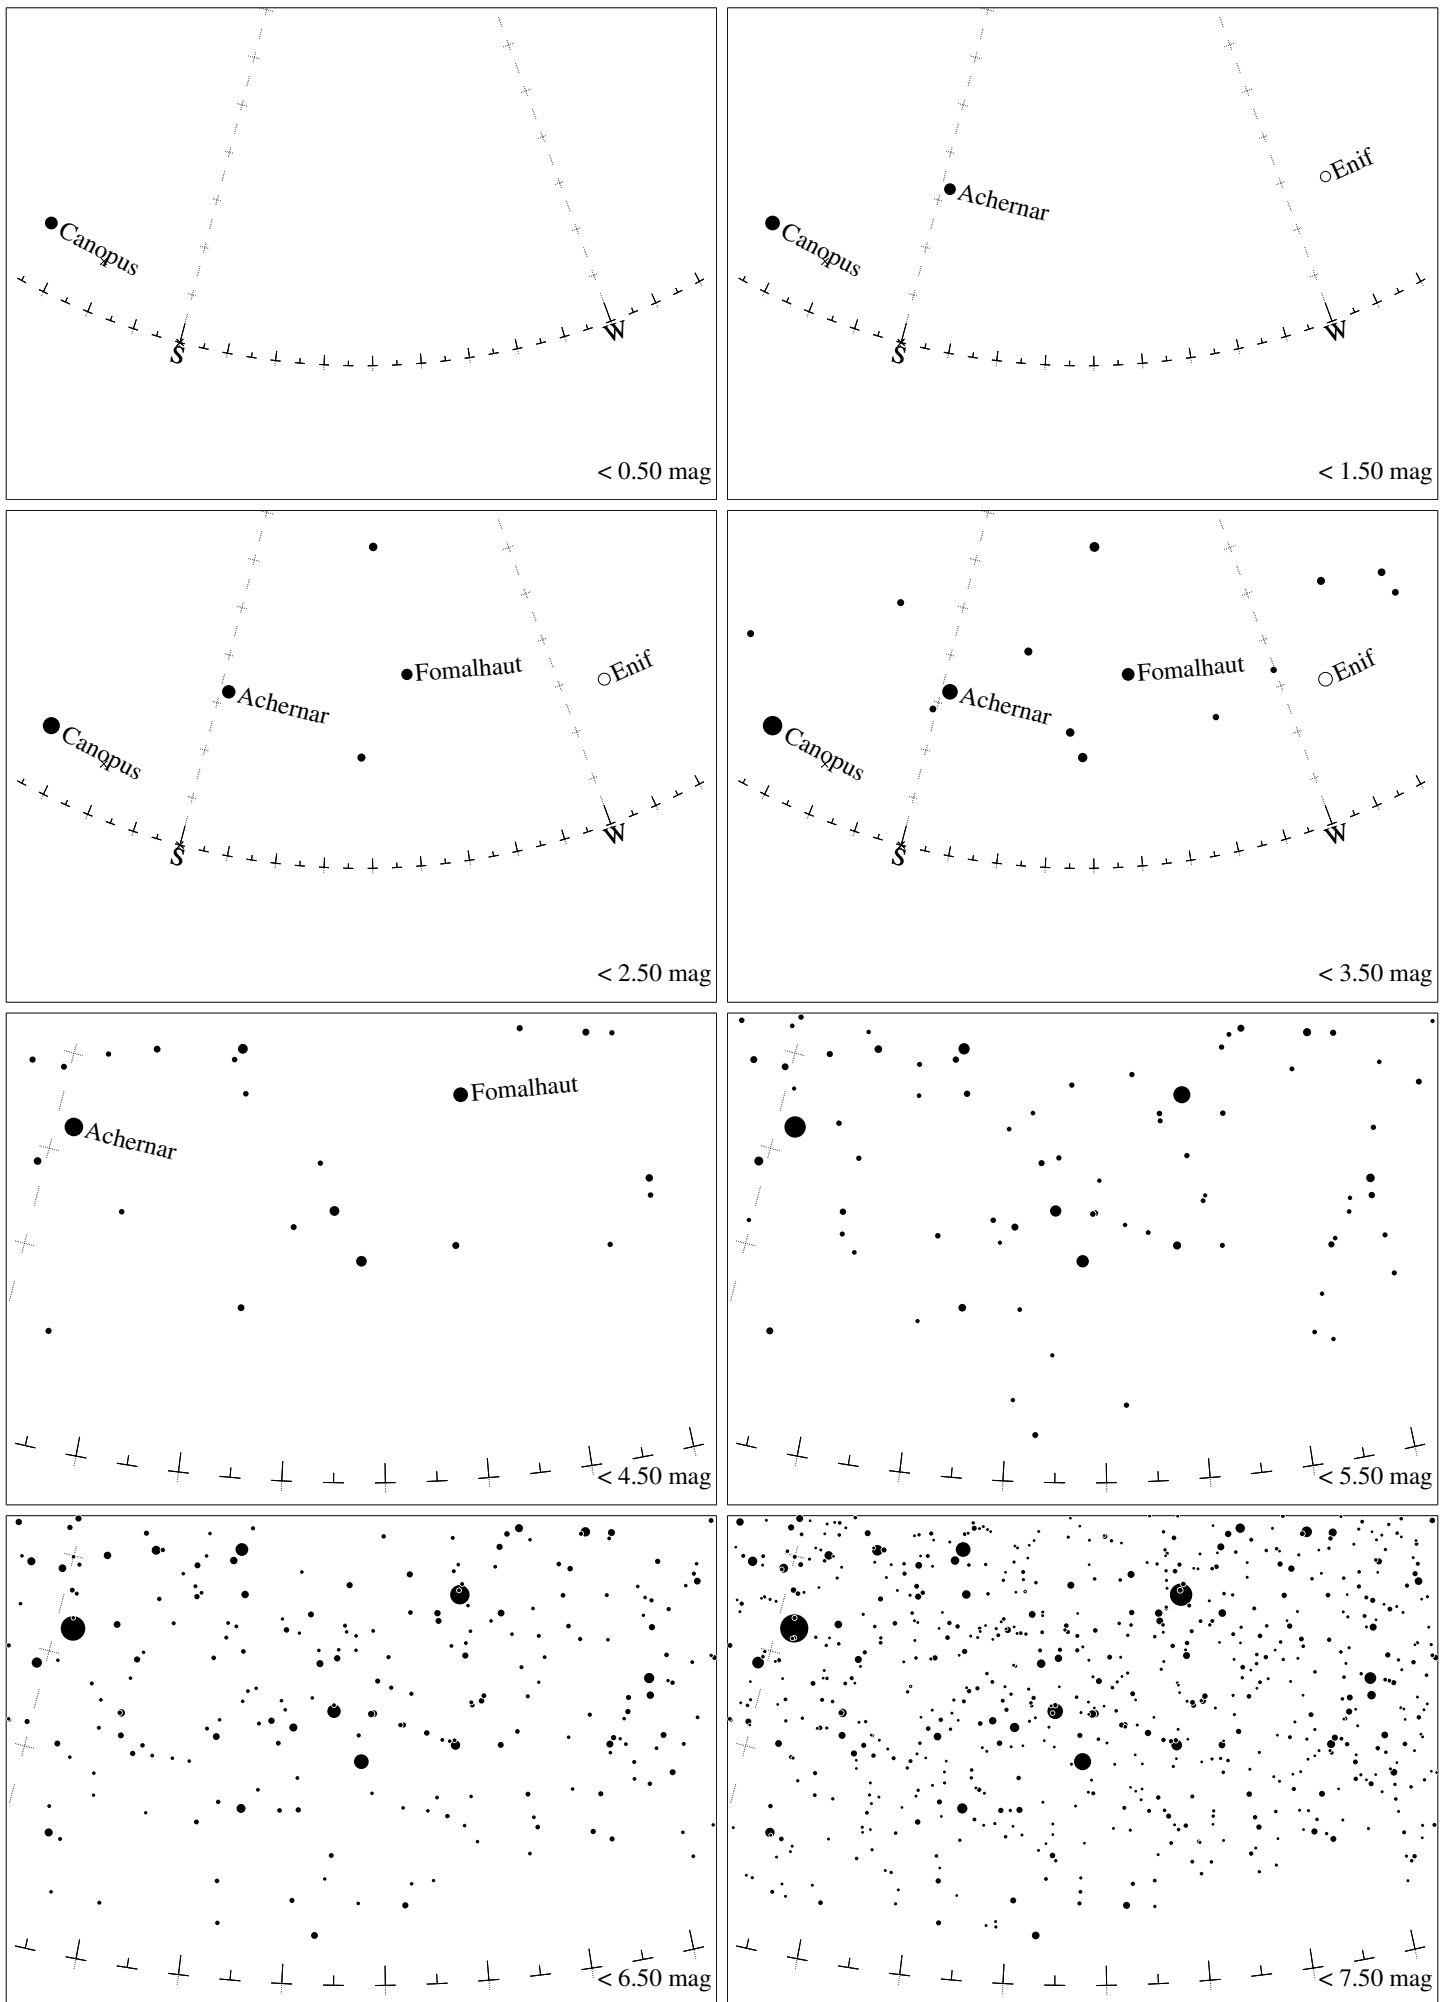 Canopus
S
W
< 0.50 mag
Enif
Achernar
Canopus
S
W
< 1.50 mag
Enif
Fomalhaut
Achernar
Canopus
S
W
< 2.50 mag
Enif
Fomalhaut
Achernar
Canopus
S
W
< 3.50 mag
Fomalhaut
Achernar
< 4.50 mag
< 5.50 mag
< 6.50 mag
< 7.50 mag